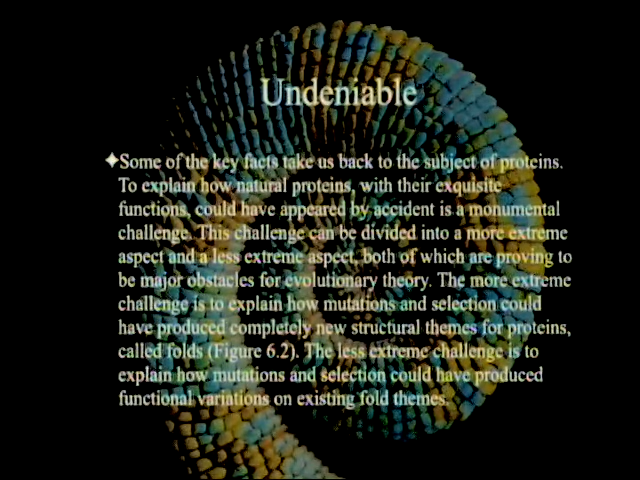 Undeniable
✦Some of the key facts take us back to the subject of proteins.
To explain how natural proteins, with their exquisite
functions, could have appeared by accident is a monumental
challenge. This challenge can be divided into a more extreme
aspect and a less extreme aspect, both of which are proving to
be major obstacles for evolutionary theory. The more extreme
challenge is to explain how mutations and selection could
have produced completely new structural themes for proteins,
called folds (Figure 6.2). The less extreme challenge is to
explain how mutations and selection could have produced
functional variations on existing fold themes.